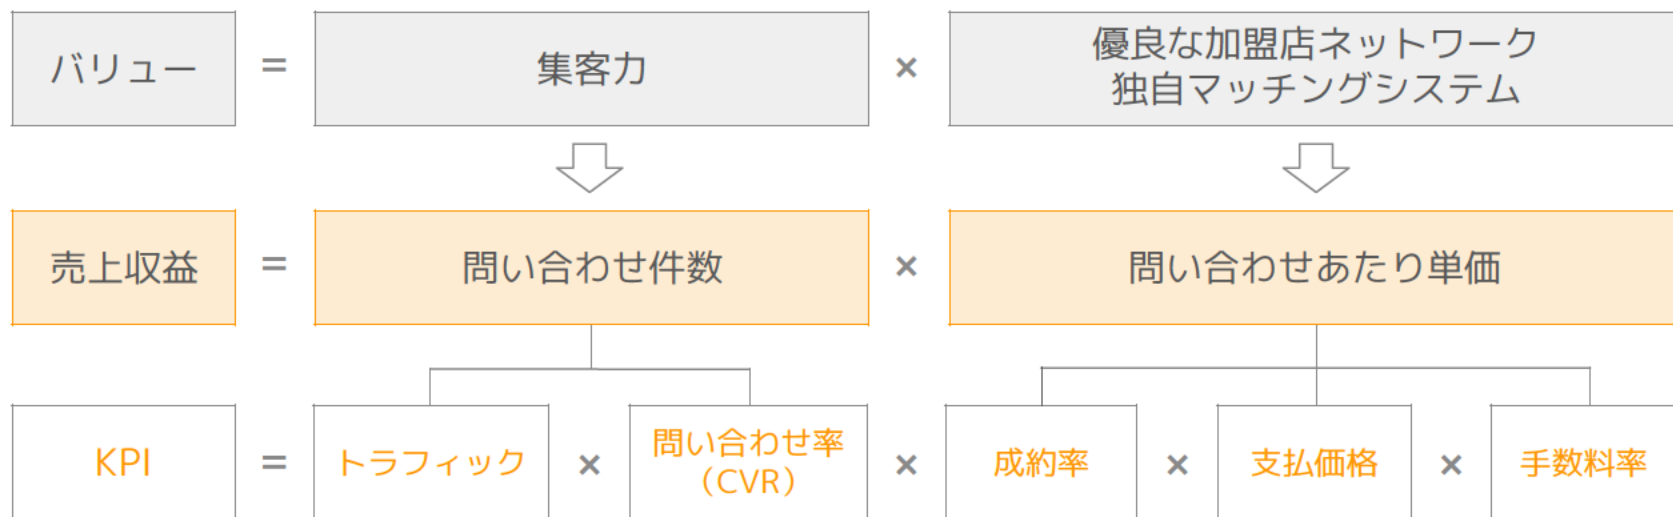 バリュー = 集客力 × 優良な加盟店ネットワーク
独自マッチングシステム
売上収益 = 問い合わせ件数 × 問い合わせあたり単価
KPI = トラフィック × 問い合わせ率
（CVR） × 成約率 × 支払価格 × 手数料率